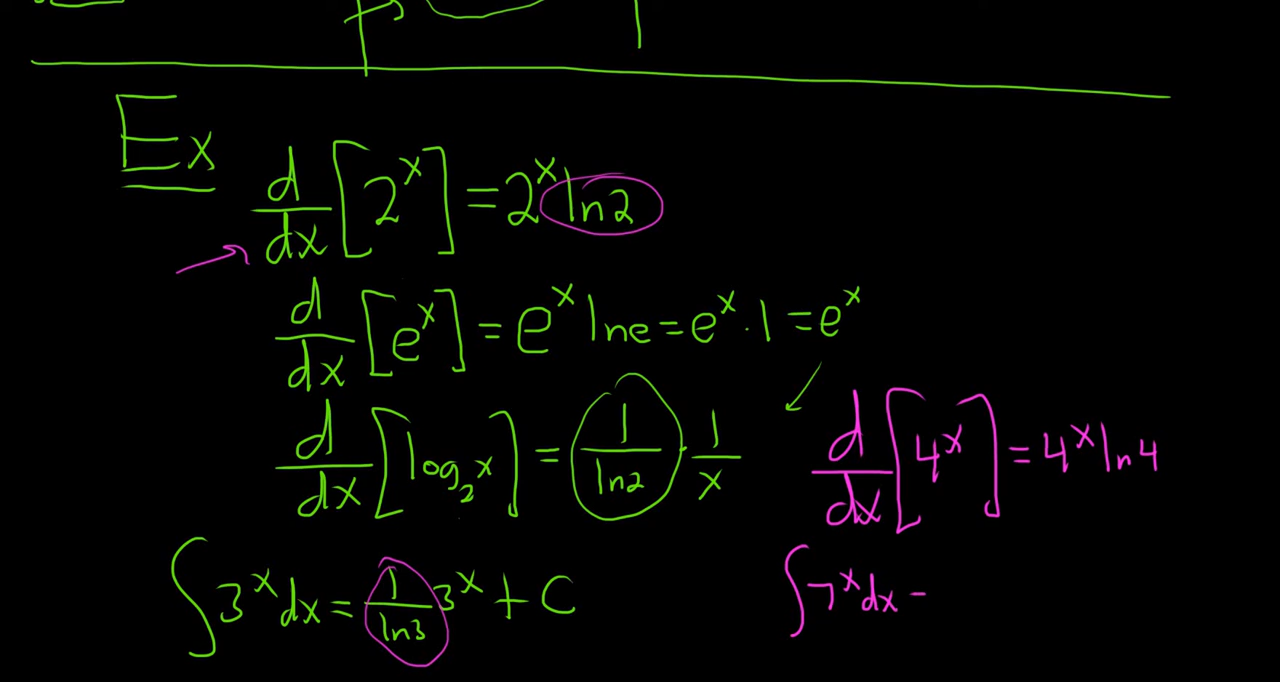 Ex
d/dx [2^x] = 2^x ln2
d/dx [e^x] = e^x lne = e^x · 1 = e^x
d/dx [log_2 x] = 1/ln2 · 1/x
d/dx [4^x] = 4^x ln4
∫ 3^x dx = 1/ln3 3^x + C
∫ 7^x dx -